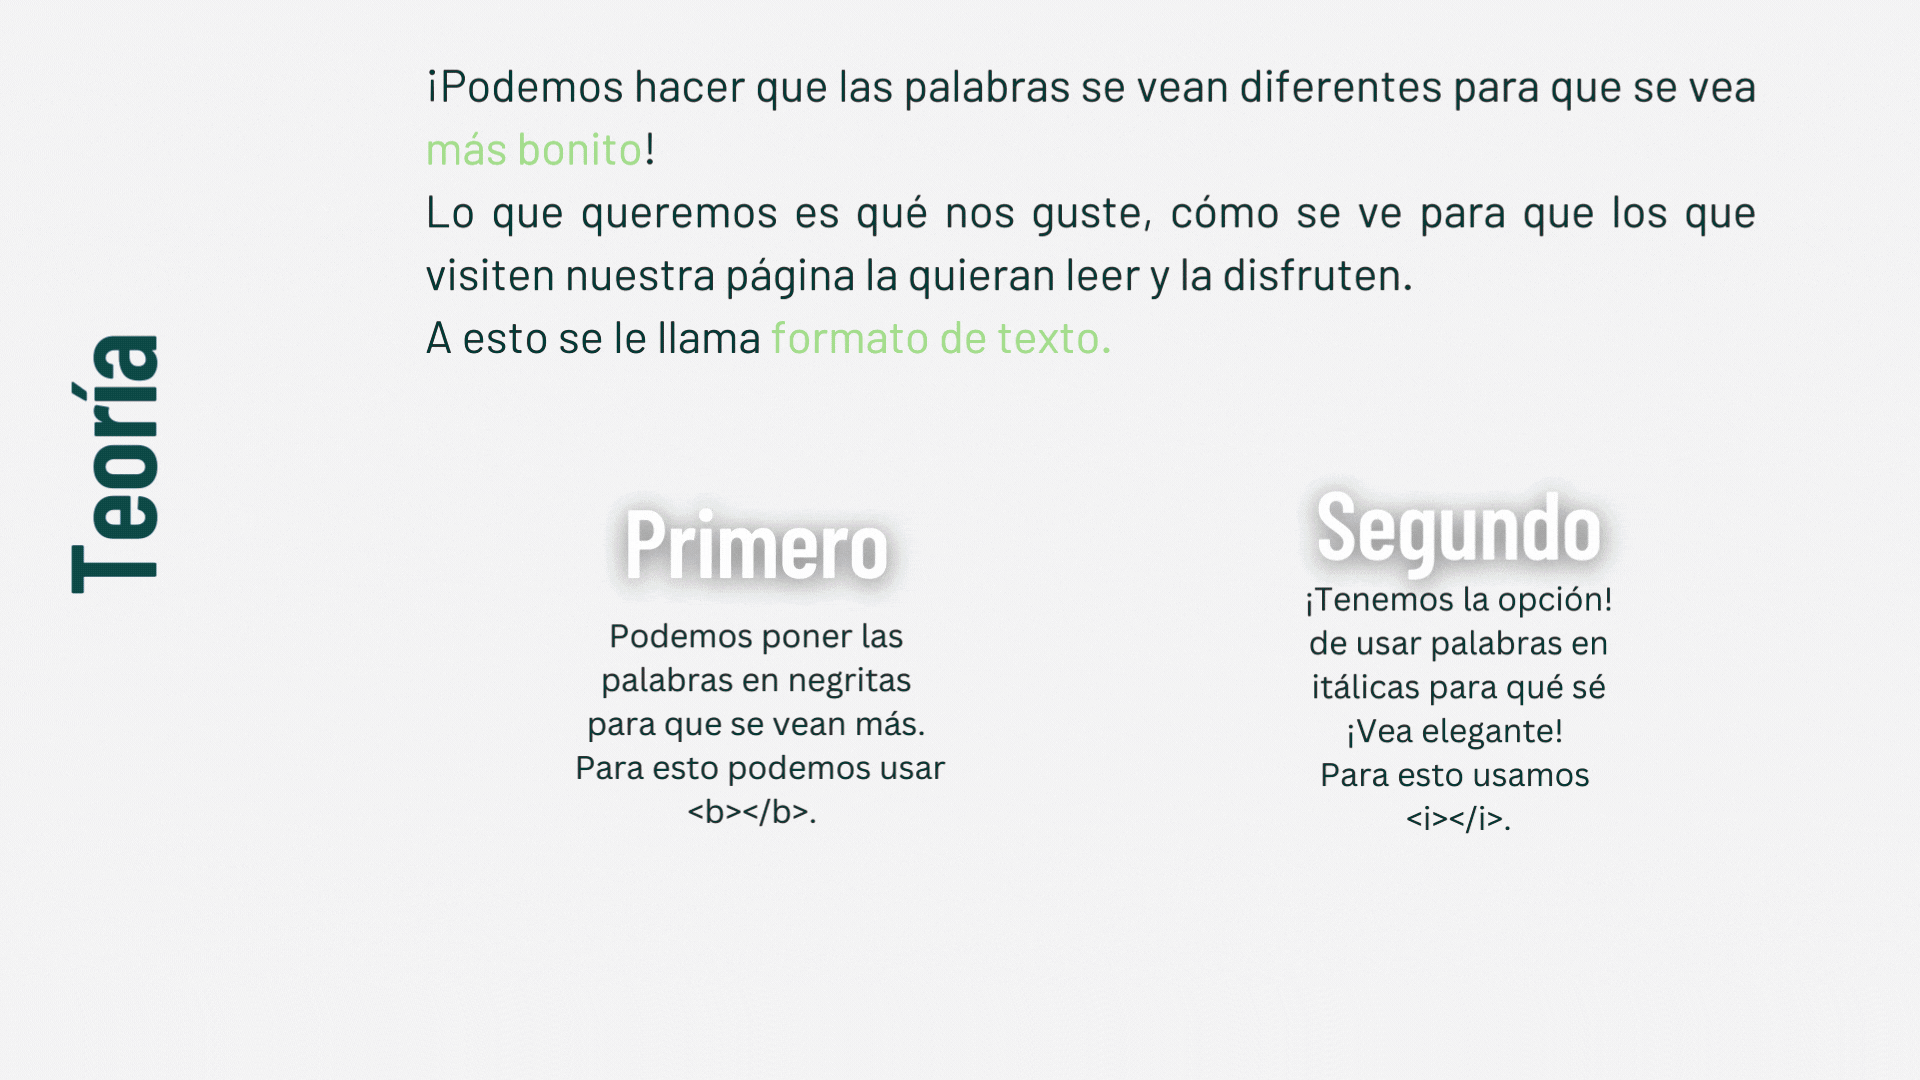 Teoría
¡Podemos hacer que las palabras se vean diferentes para que se vea
más bonito!
Lo que queremos es qué nos guste, cómo se ve para que los que
visiten nuestra página la quieran leer y la disfruten.
A esto se le llama formato de texto.
Primero
Podemos poner las
palabras en negritas
para que se vean más.
Para esto podemos usar
<b></b>.
Segundo
¡Tenemos la opción!
de usar palabras en
itálicas para qué sé
¡Vea elegante!
Para esto usamos
<i></i>.